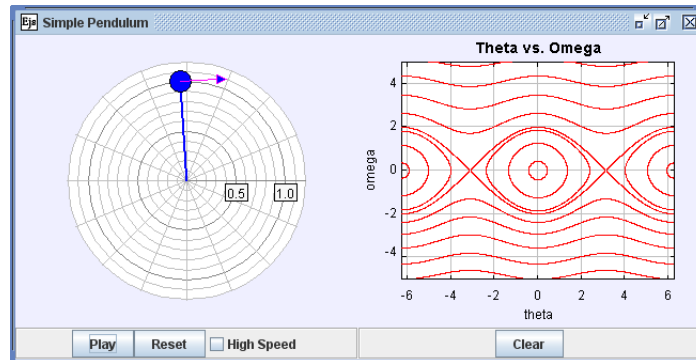 Ejs Simple Pendulum
Theta vs. Omega
0.5
1.0
omega
4
2
0
-2
-4
-6
-4
-2
0
2
4
6
theta
Play
Reset
High Speed
Clear